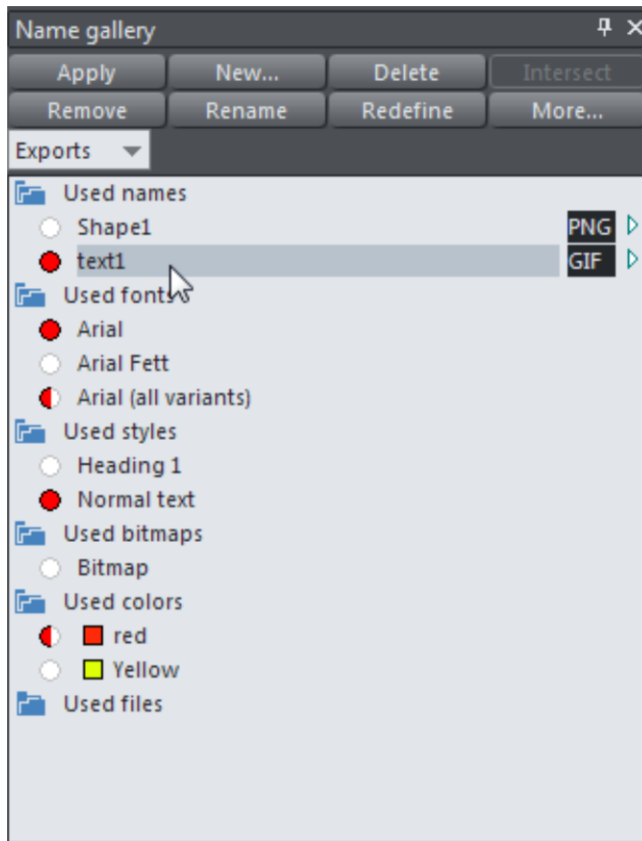 Name gallery
Apply New... Delete Intersect
Remove Rename Redefine More...
Exports
Used names
Shape1 PNG
text1 GIF
Used fonts
Arial
Arial Fett
Arial (all variants)
Used styles
Heading 1
Normal text
Used bitmaps
Bitmap
Used colors
red
Yellow
Used files